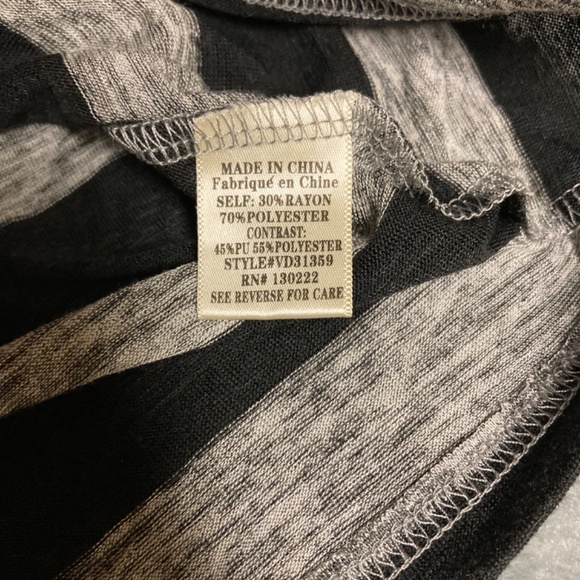 MADE IN CHINA
Fabriqué en Chine
SELF: 30%RAYON
70%POLYESTER
CONTRAST:
45%PU 55%POLYESTER
STYLE#VD31359
RN# 130222
SEE REVERSE FOR CARE